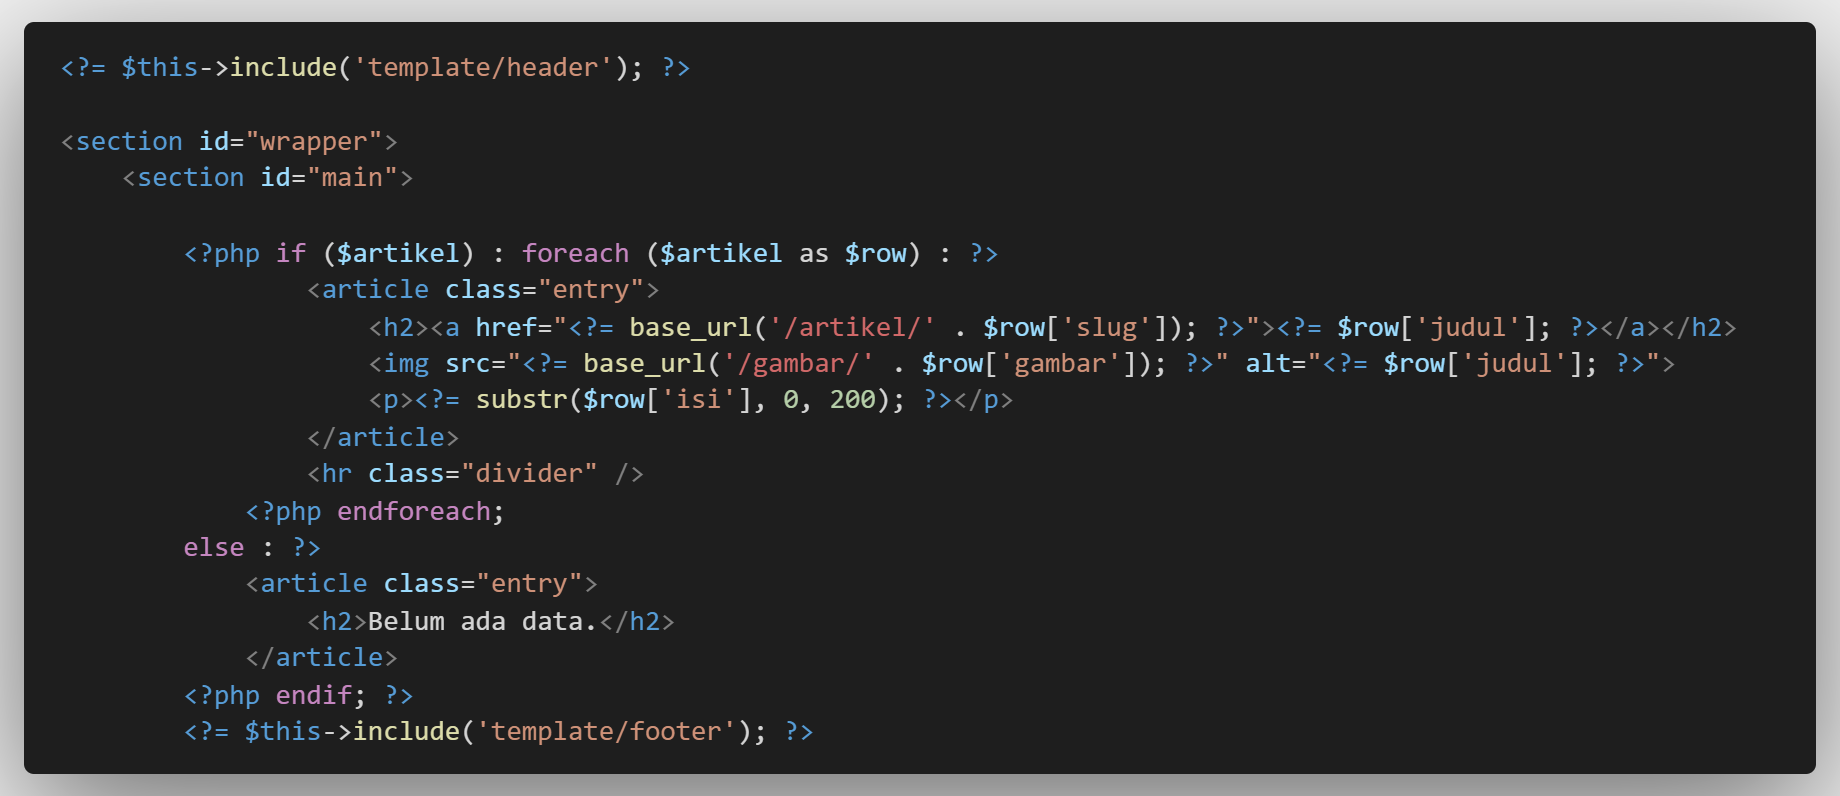 <?= $this->include('template/header'); ?>
<section id="wrapper">
<section id="main">
<?php if ($artikel) : foreach ($artikel as $row) : ?>
<article class="entry">
<h2><a href="<?= base_url('/artikel/' . $row['slug']); ?>"><?= $row['judul']; ?></a></h2>
<img src="<?= base_url('/gambar/' . $row['gambar']); ?>" alt="<?= $row['judul']; ?>">
<p><?= substr($row['isi'], 0, 200); ?></p>
</article>
<hr class="divider" />
<?php endforeach;
else : ?>
<article class="entry">
<h2>Belum ada data.</h2>
</article>
<?php endif; ?>
<?= $this->include('template/footer'); ?>